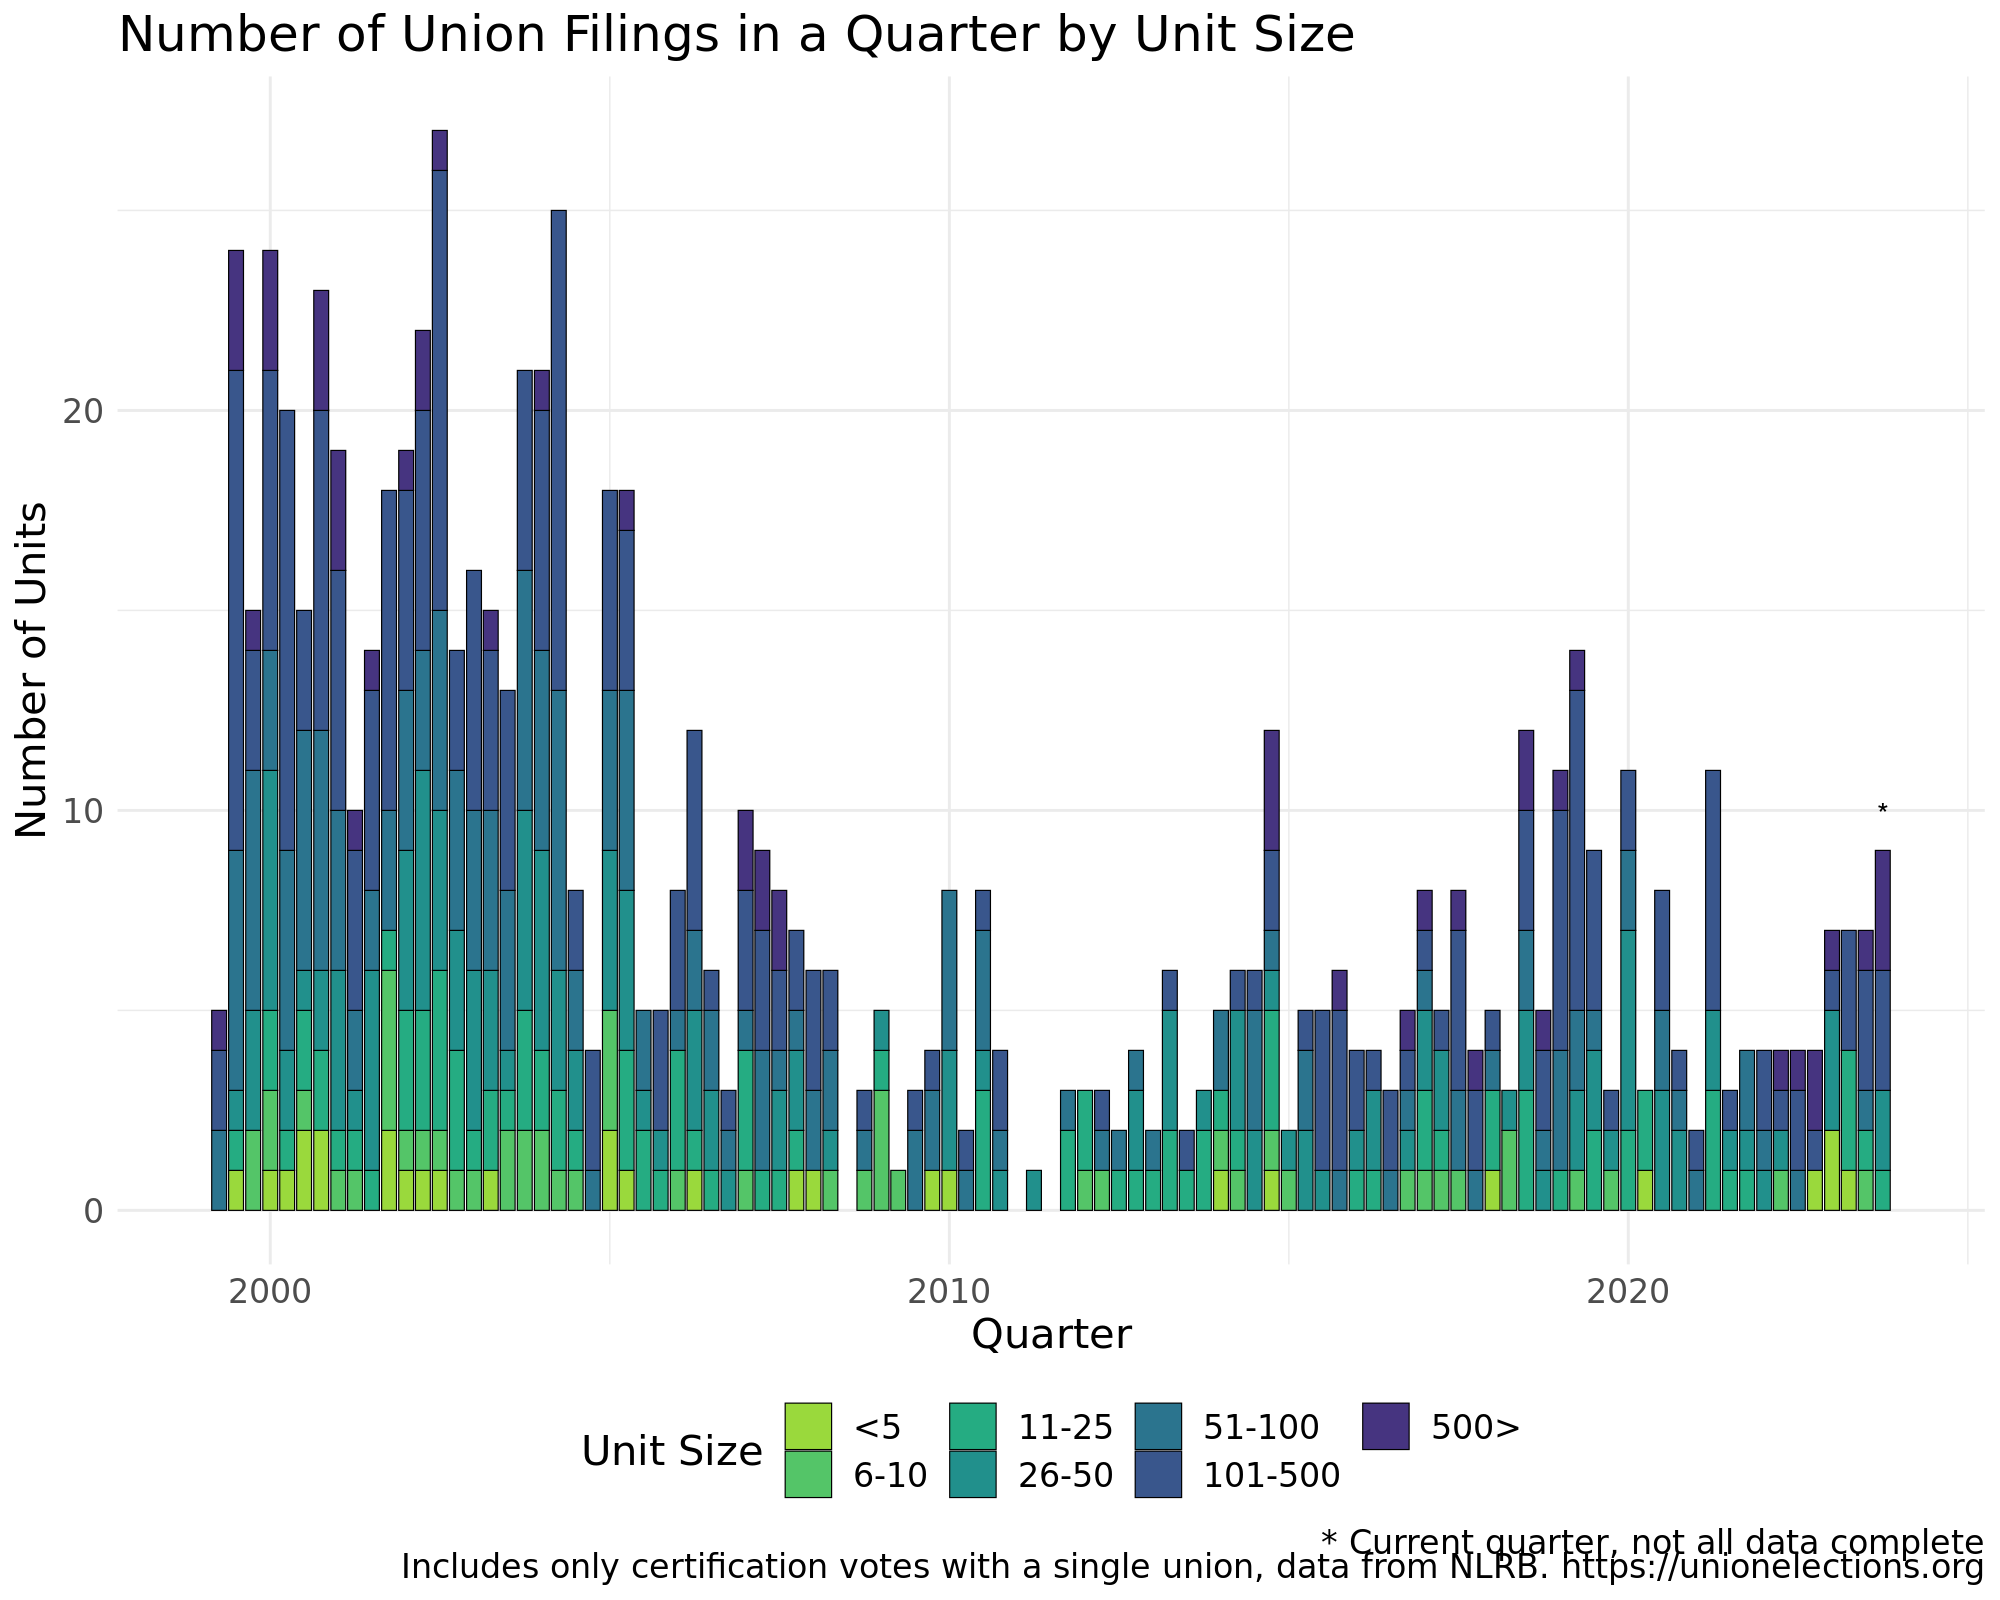 Number of Union Filings in a Quarter by Unit Size
Number of Units
20
10
0
*
2000
2010
2020
Quarter
Unit Size
<5
11-25
51-100
500>
6-10
26-50
101-500
* Current quarter, not all data complete
Includes only certification votes with a single union, data from NLRB. https://unionelections.org